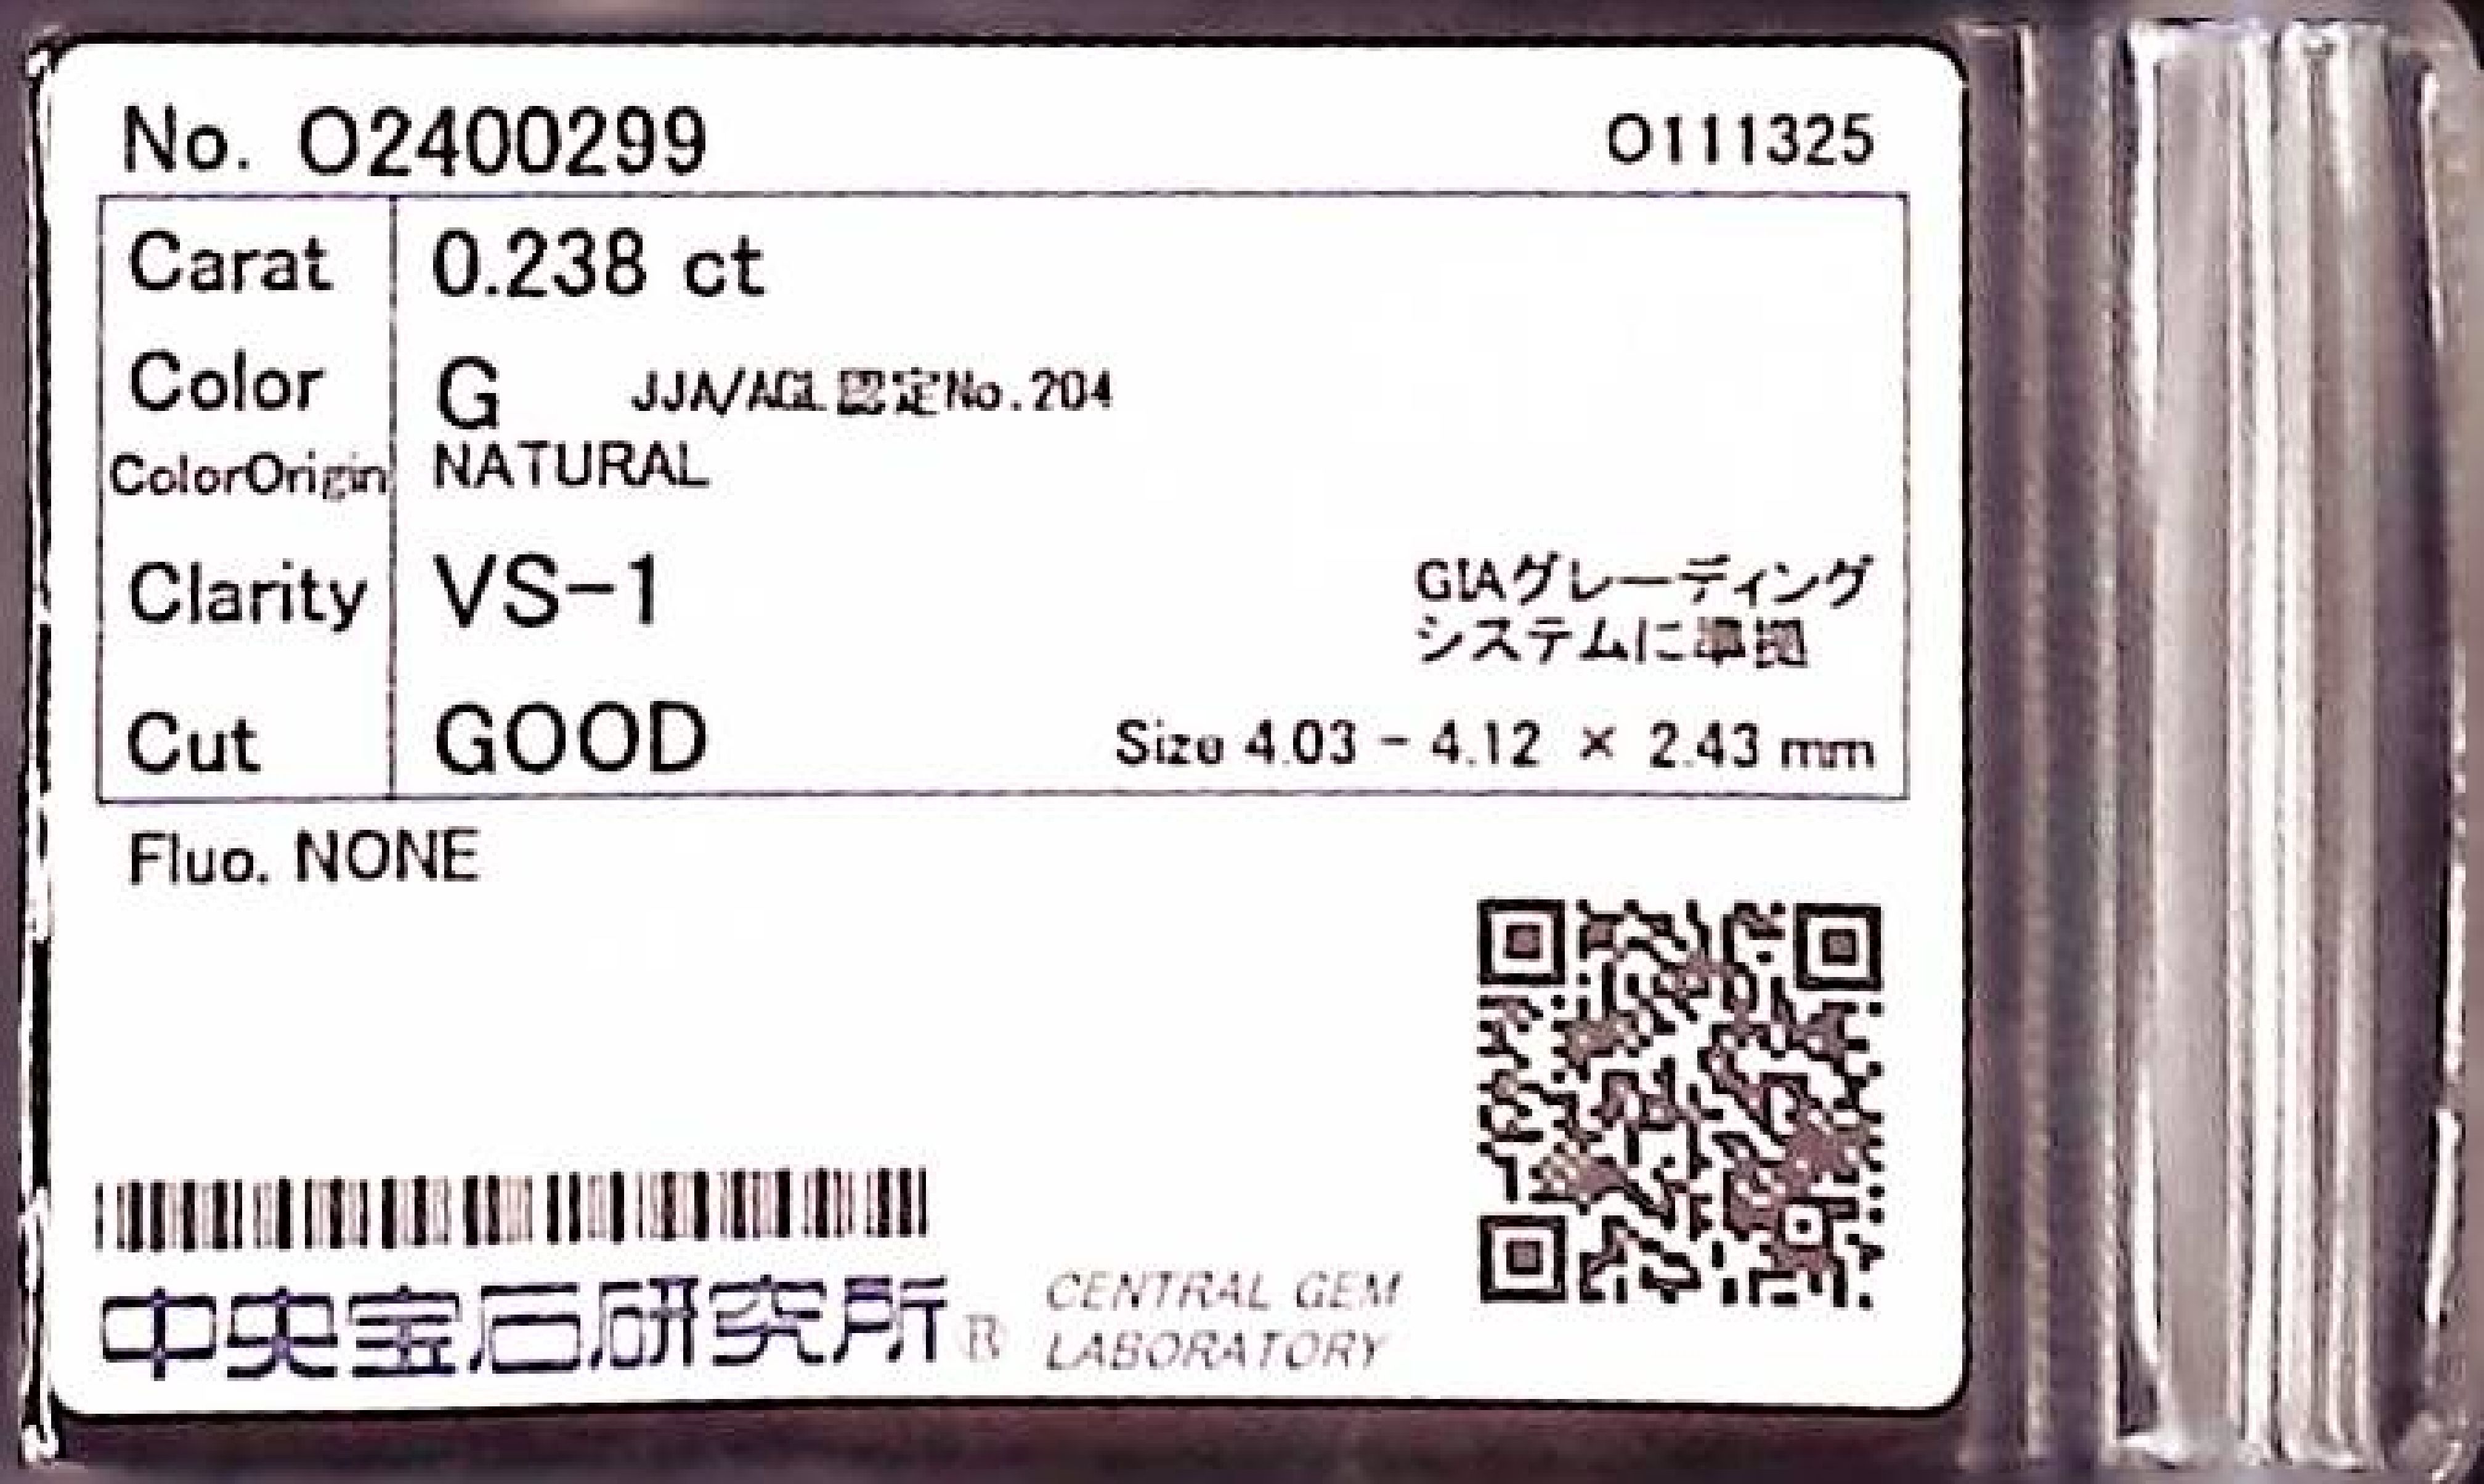 No. O2400299 O111325
Carat 0.238 ct
Color G JJA/AGL認定No.204
ColorOrigin NATURAL
Clarity VS-1
GIAグレーディング
システムに準拠
Cut GOOD Size 4.03 - 4.12 × 2.43 mm
Fluo. NONE
中央宝石研究所® CENTRAL GEM
LABORATORY